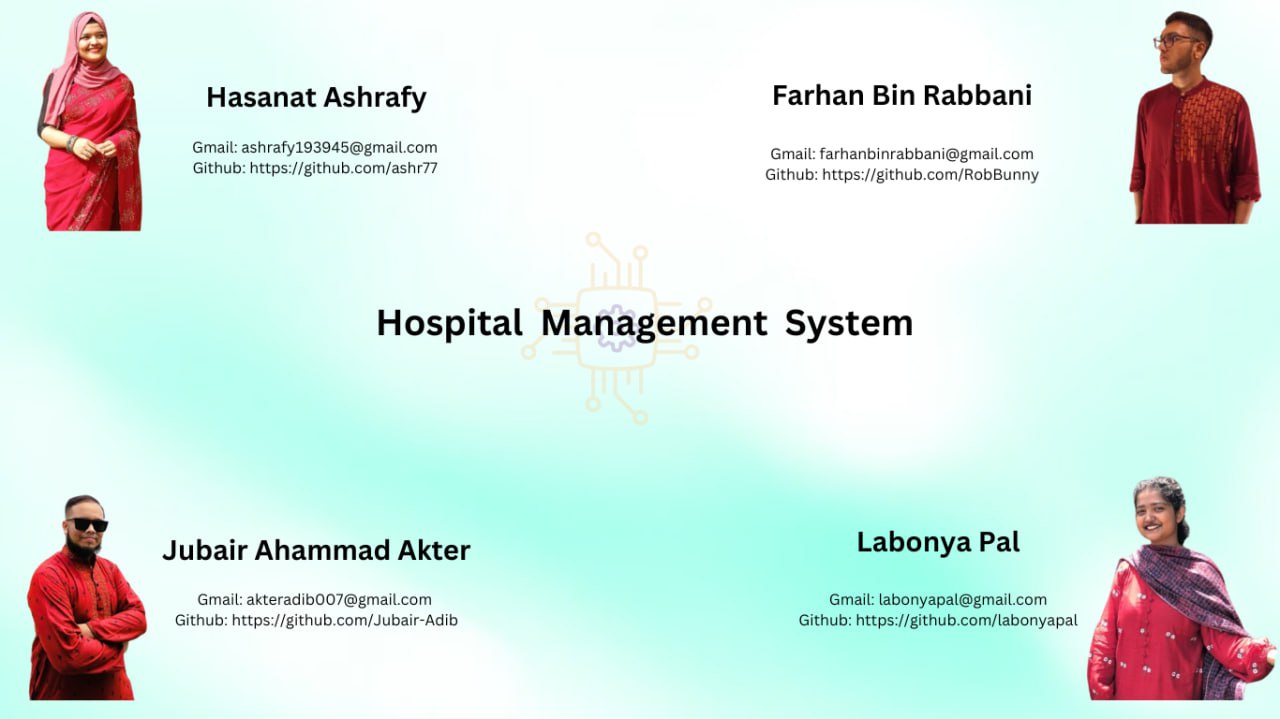 Hasanat Ashrafy
Gmail: ashrafy193945@gmail.com
Github: https://github.com/ashr77
Farhan Bin Rabbani
Gmail: farhanbinrabbani@gmail.com
Github: https://github.com/RobBunny
Hospital Management System
Jubair Ahammad Akter
Gmail: akteradib007@gmail.com
Github: https://github.com/Jubair-Adib
Labonya Pal
Gmail: labonyapal@gmail.com
Github: https://github.com/labonyapal